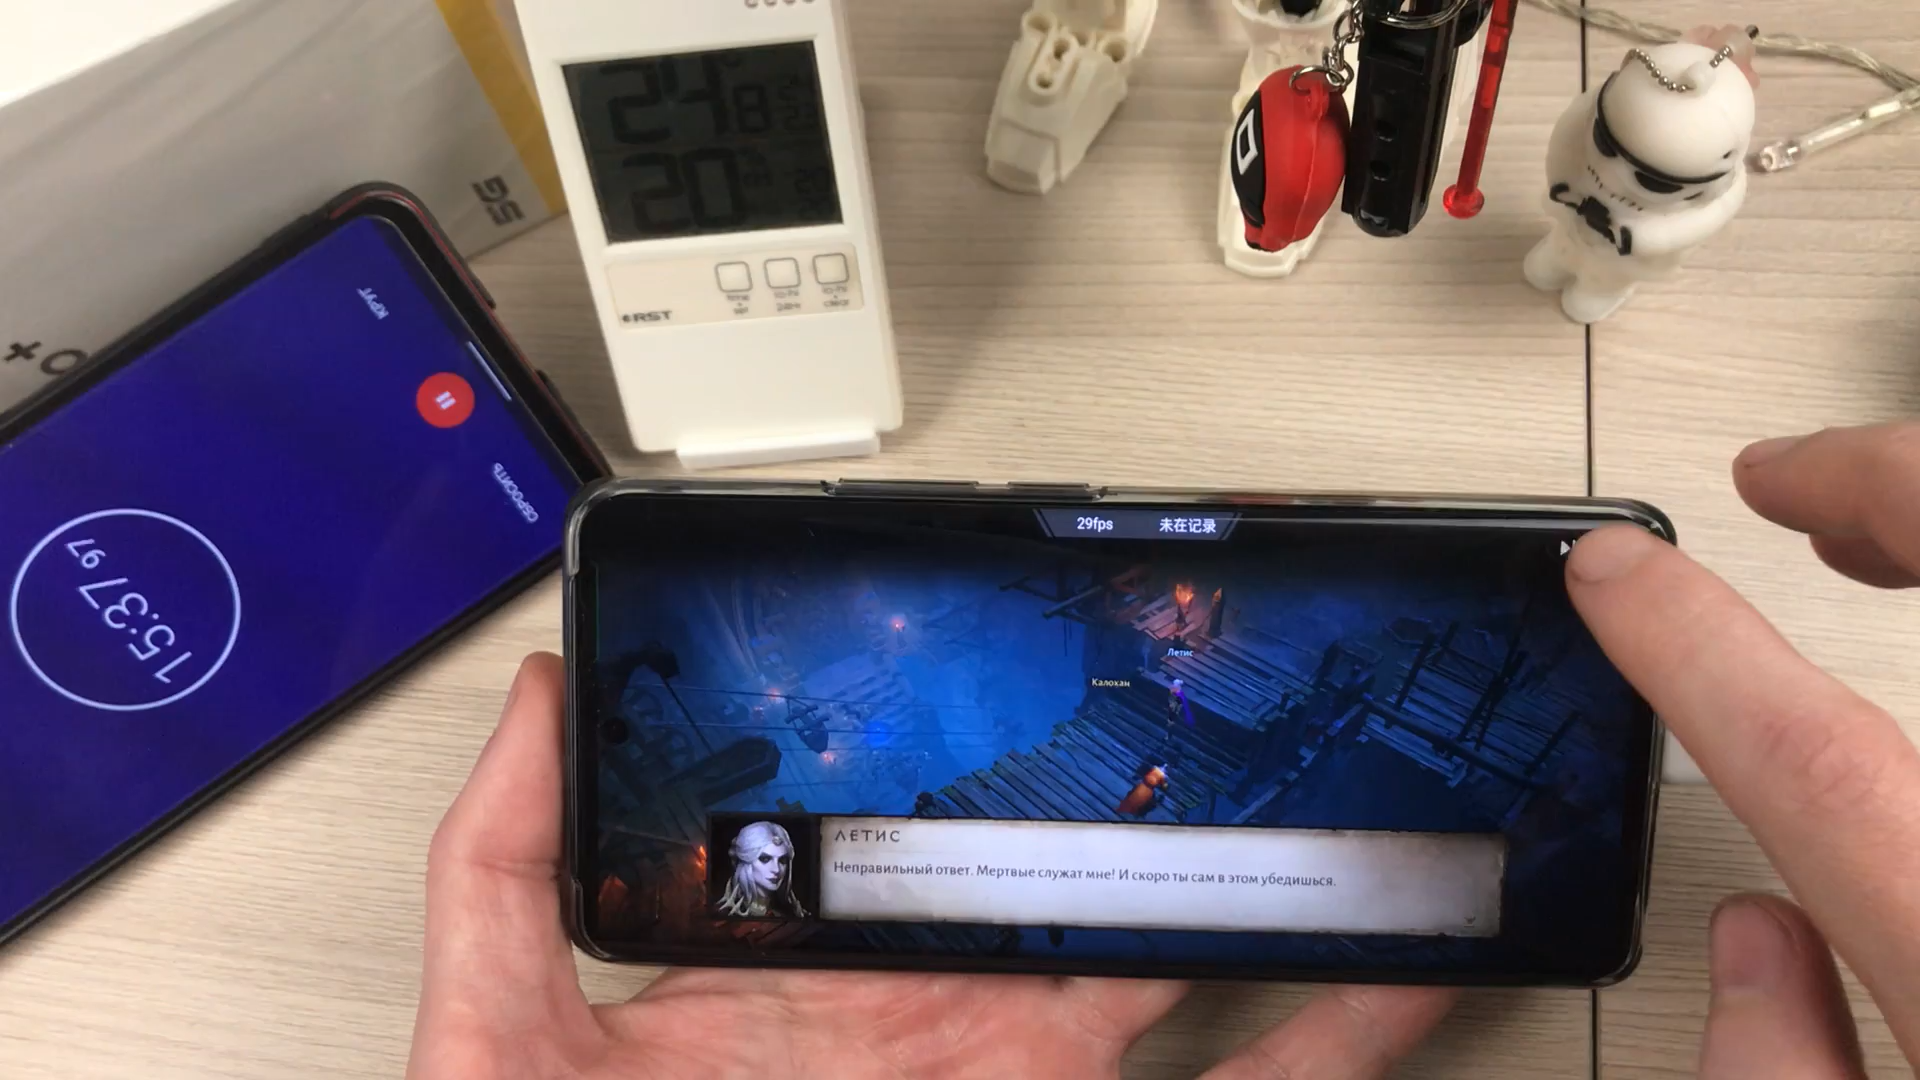 5G
RST
КРУГ
СБРОСИТЬ
15:37 97
29fps 未在记录
Летис
Калохан
ЛЕТИС
Неправильный ответ. Мертвые служат мне! И скоро ты сам в этом убедишься.